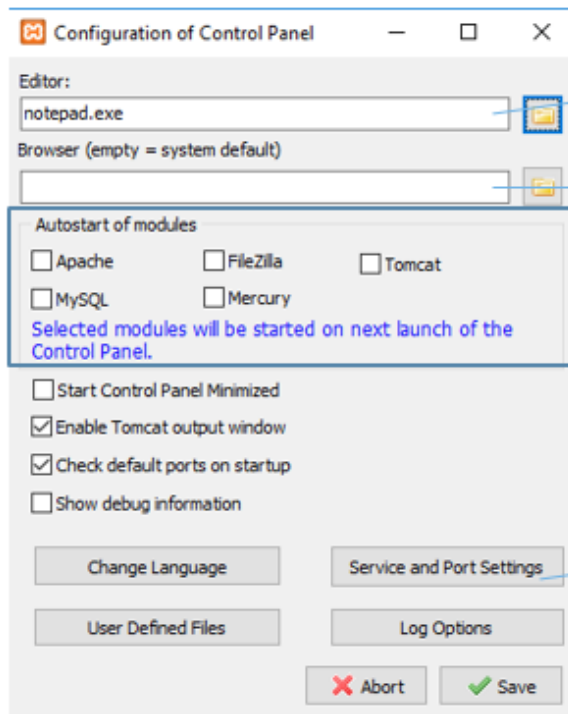 Configuration of Control Panel
Editor:
notepad.exe
Browser (empty = system default)
Autostart of modules
Apache FileZilla Tomcat
MySQL Mercury
Selected modules will be started on next launch of the
Control Panel.
Start Control Panel Minimized
Enable Tomcat output window
Check default ports on startup
Show debug information
Change Language Service and Port Settings
User Defined Files Log Options
Abort Save